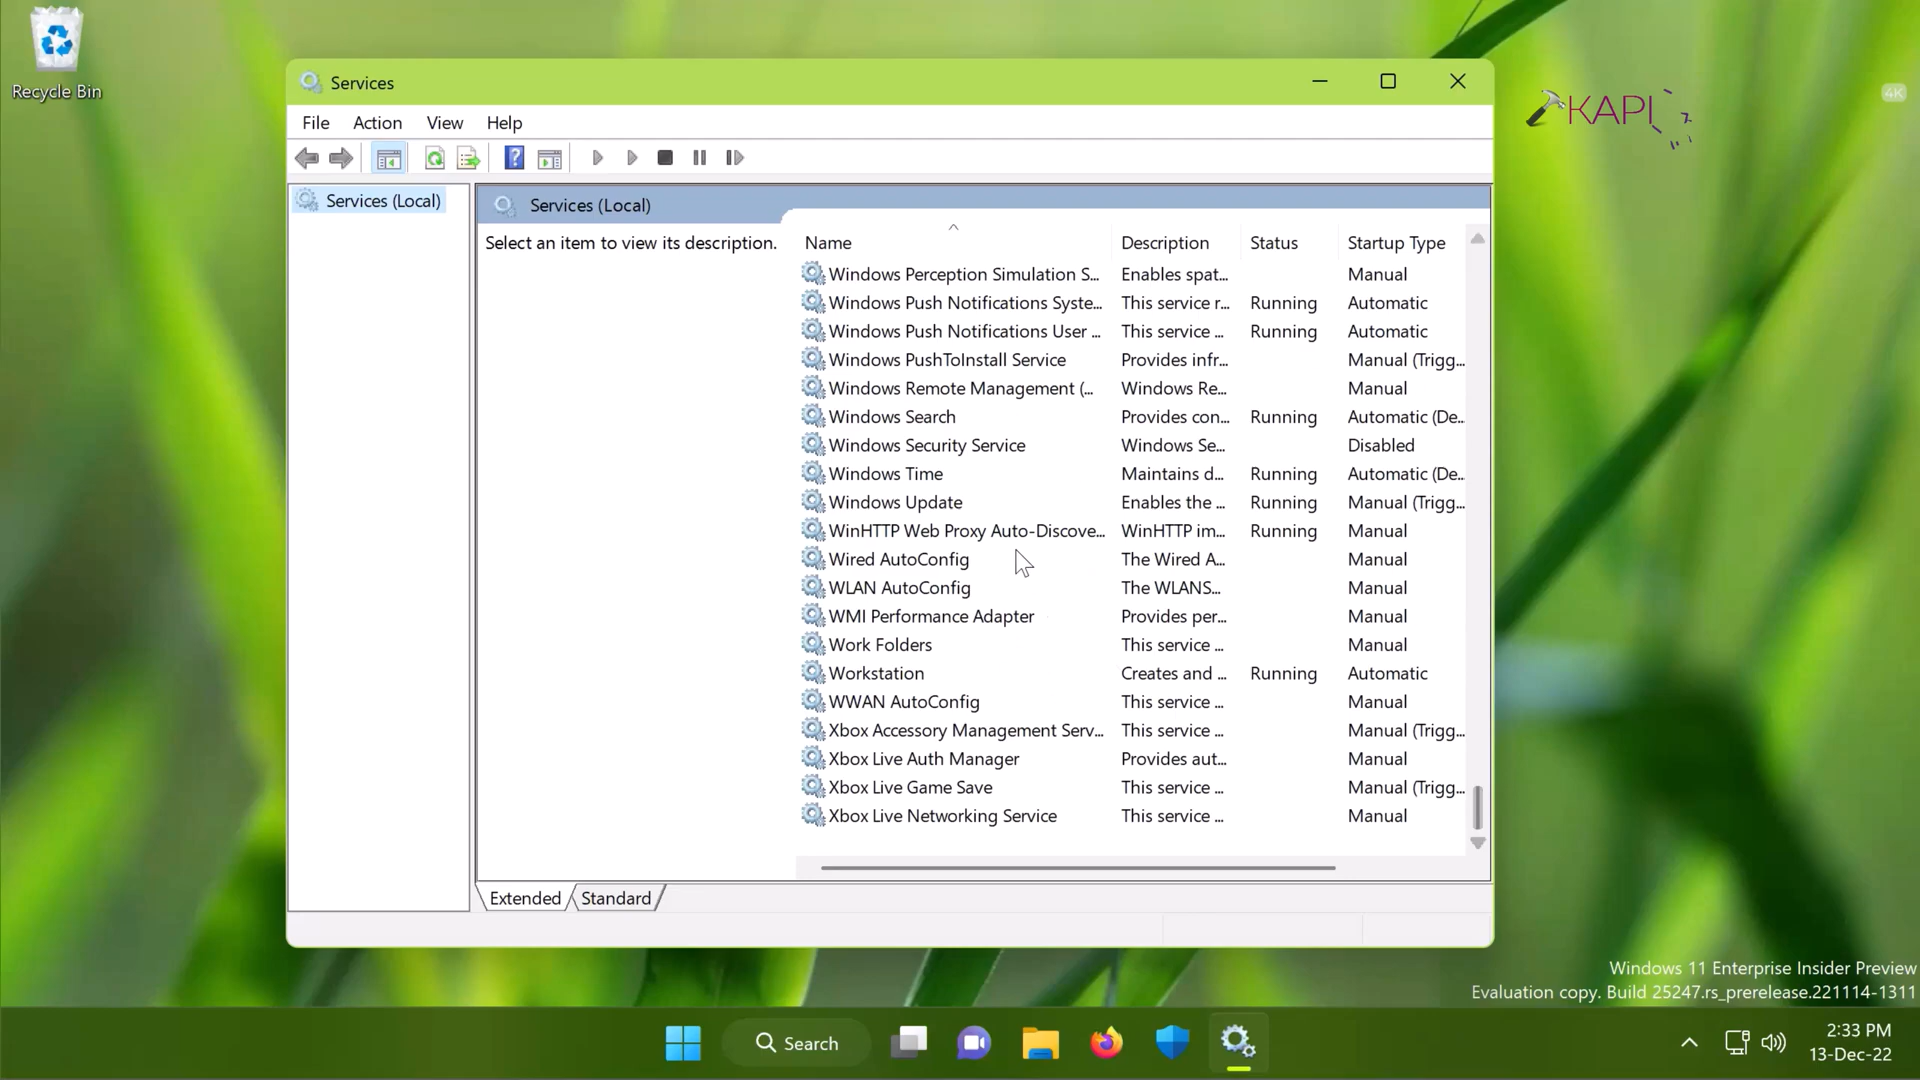 Recycle Bin
Services
File Action View Help
Services (Local)
Services (Local)
Select an item to view its description.
Name Description Status Startup Type
Windows Perception Simulation S... Enables spat... Manual
Windows Push Notifications Syste... This service r... Running Automatic
Windows Push Notifications User ... This service ... Running Automatic
Windows PushToInstall Service Provides infr... Manual (Trigg...
Windows Remote Management (... Windows Re... Manual
Windows Search Provides con... Running Automatic (De...
Windows Security Service Windows Se... Disabled
Windows Time Maintains d... Running Automatic (De...
Windows Update Enables the ... Running Manual (Trigg...
WinHTTP Web Proxy Auto-Discove... WinHTTP im... Running Manual
Wired AutoConfig The Wired A... Manual
WLAN AutoConfig The WLANS... Manual
WMI Performance Adapter Provides per... Manual
Work Folders This service ... Manual
Workstation Creates and ... Running Automatic
WWAN AutoConfig This service ... Manual
Xbox Accessory Management Serv... This service ... Manual (Trigg...
Xbox Live Auth Manager Provides aut... Manual
Xbox Live Game Save This service ... Manual (Trigg...
Xbox Live Networking Service This service ... Manual
Extended Standard
KAPI
4K
Windows 11 Enterprise Insider Preview
Evaluation copy. Build 25247.rs_prerelease.221114-1311
Search
2:33 PM
13-Dec-22